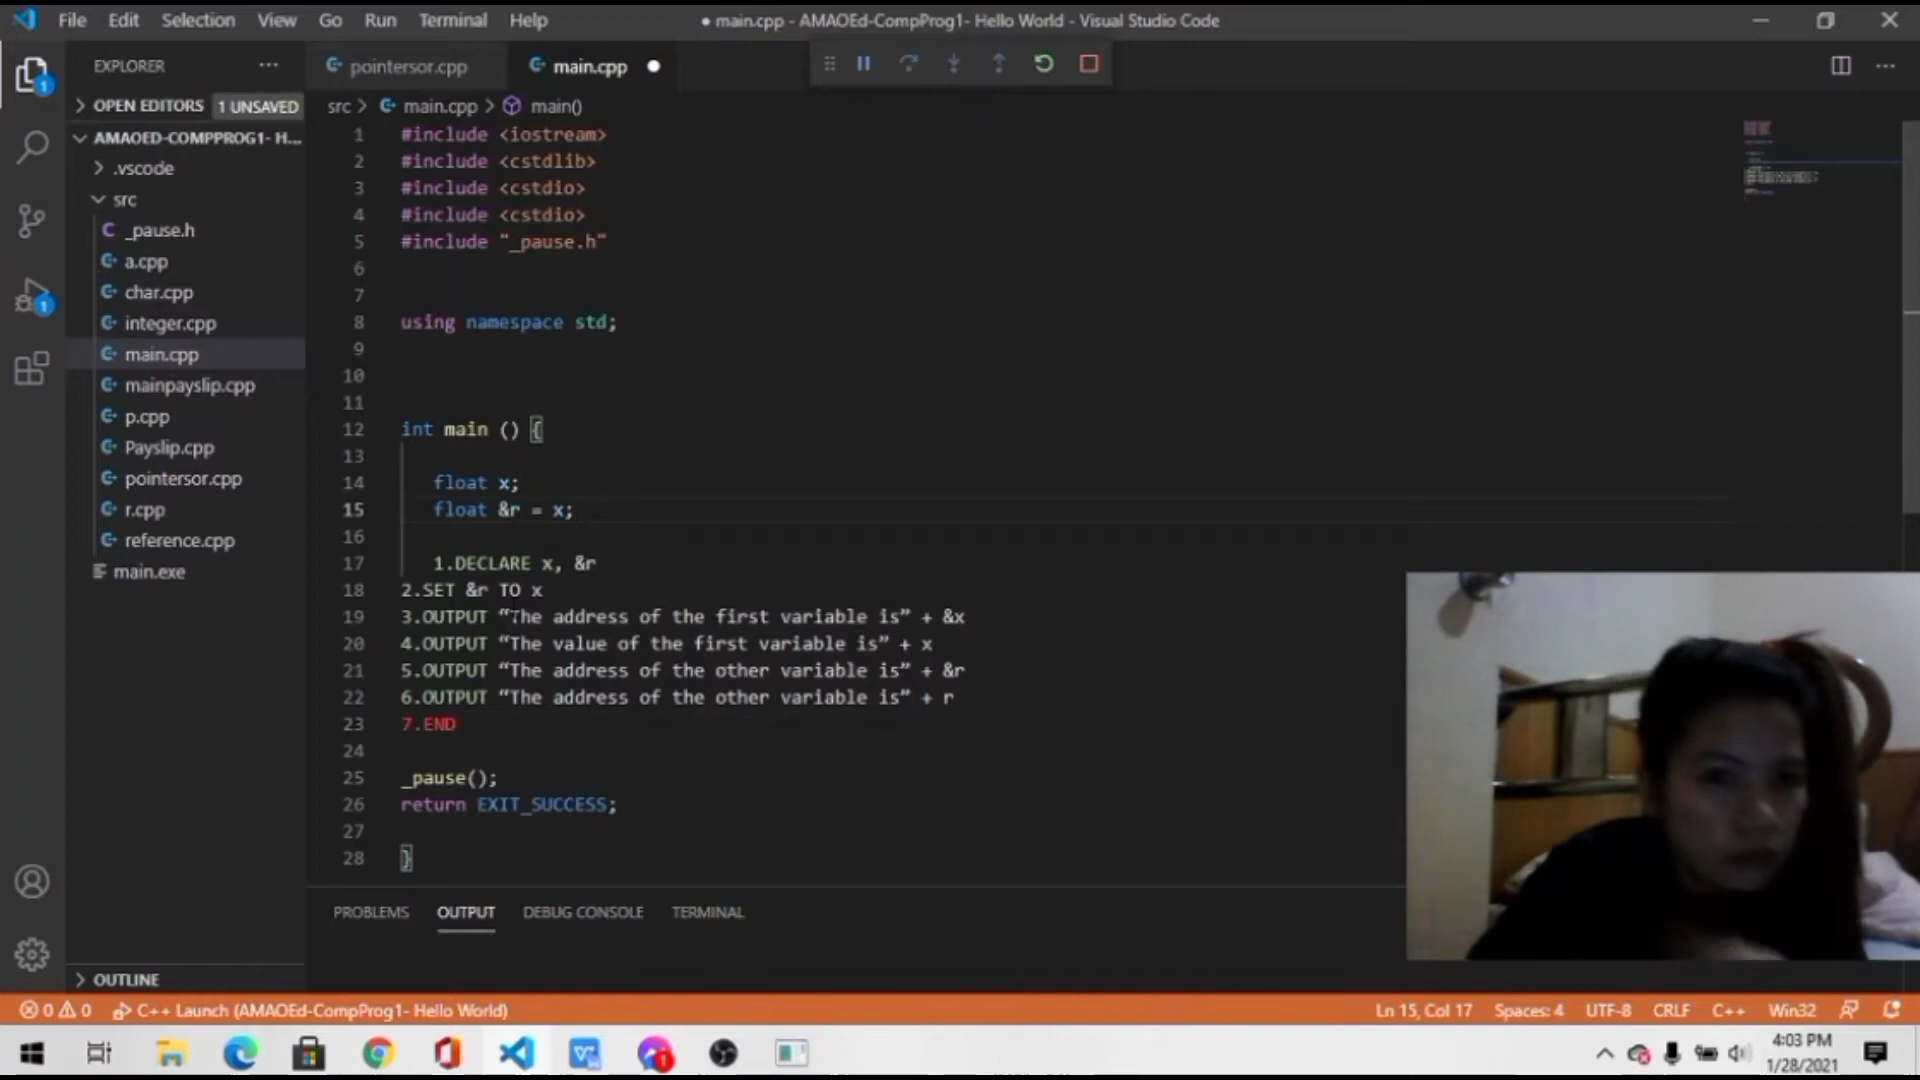 File Edit Selection View Go Run Terminal Help
● main.cpp - AMAOEd-CompProg1- Hello World - Visual Studio Code
EXPLORER
OPEN EDITORS 1 UNSAVED
AMAOED-COMPPROG1- H...
.vscode
src
_pause.h
a.cpp
char.cpp
integer.cpp
main.cpp
mainpayslip.cpp
p.cpp
Payslip.cpp
pointersor.cpp
r.cpp
reference.cpp
main.exe
OUTLINE
pointersor.cpp main.cpp
src > main.cpp > main()
1 #include <iostream>
2 #include <cstdlib>
3 #include <cstdio>
4 #include <cstdio>
5 #include "_pause.h"
6
7
8 using namespace std;
9
10
11
12 int main () {
13
14 float x;
15 float &r = x;
16
17 1.DECLARE x, &r
18 2.SET &r TO x
19 3.OUTPUT “The address of the first variable is” + &x
20 4.OUTPUT “The value of the first variable is” + x
21 5.OUTPUT “The address of the other variable is” + &r
22 6.OUTPUT “The address of the other variable is” + r
23 7.END
24
25 _pause();
26 return EXIT_SUCCESS;
27
28 }
PROBLEMS OUTPUT DEBUG CONSOLE TERMINAL
0 0 C++ Launch (AMAOEd-CompProg1- Hello World) Ln 15, Col 17 Spaces: 4 UTF-8 CRLF C++ Win32
4:03 PM
1/28/2021